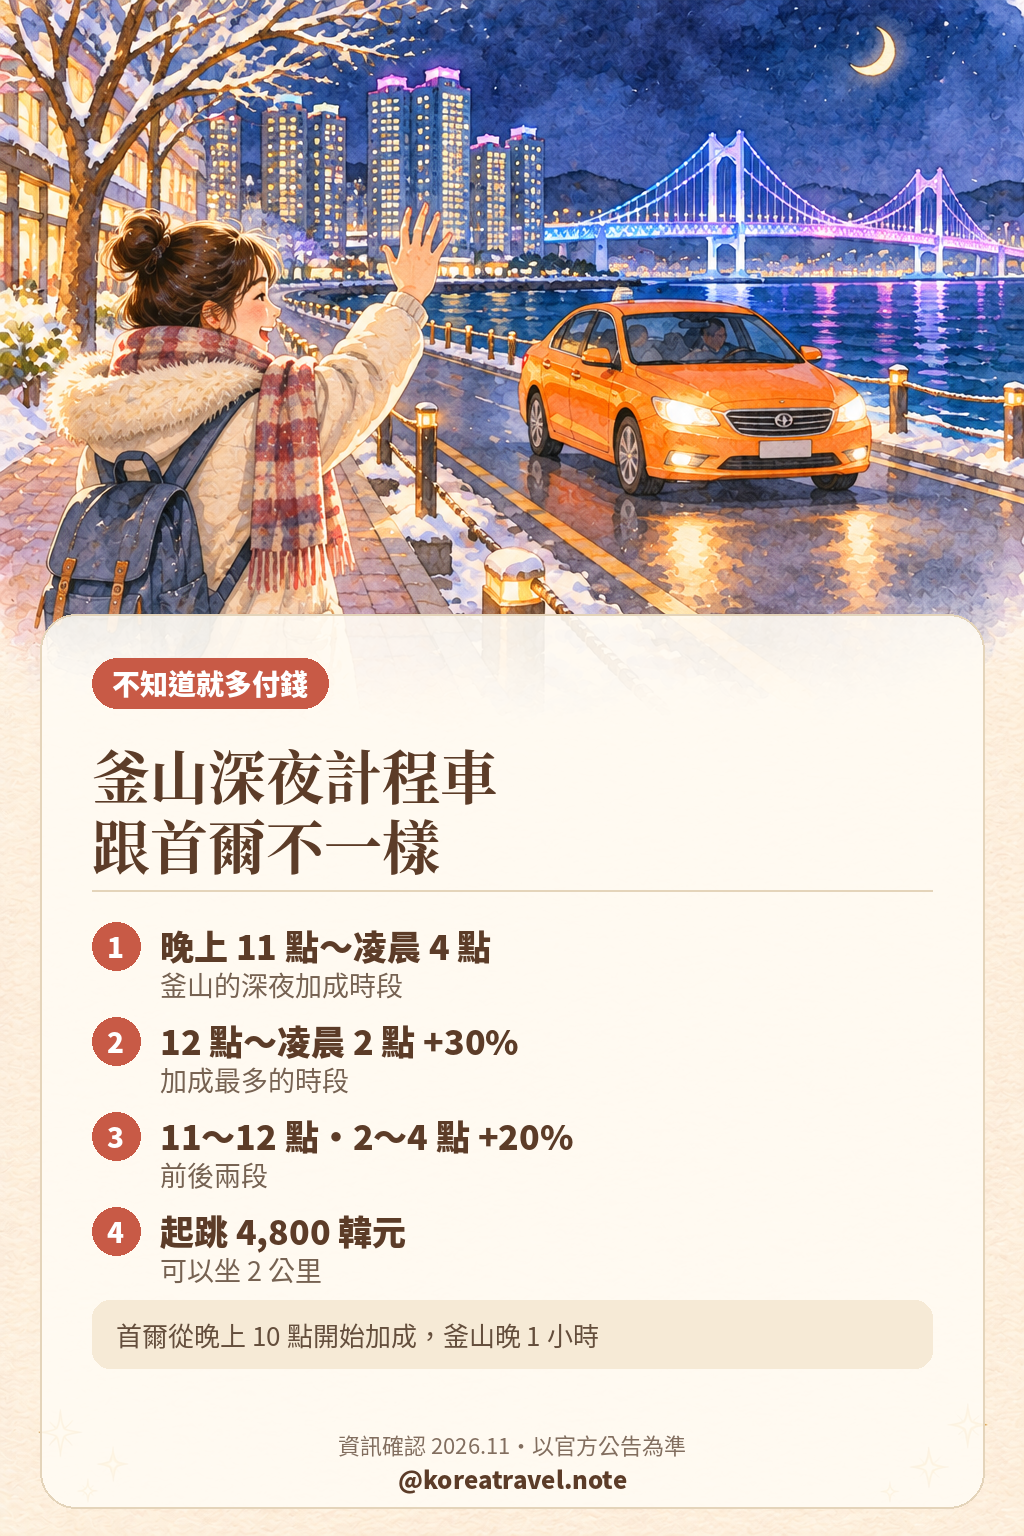 不知道就多付錢
釜山深夜計程車
跟首爾不一樣
1 晚上 11 點～凌晨 4 點
釜山的深夜加成時段
2 12 點～凌晨 2 點 +30%
加成最多的時段
3 11～12 點・2～4 點 +20%
前後兩段
4 起跳 4,800 韓元
可以坐 2 公里
首爾從晚上 10 點開始加成，釜山晚 1 小時
資訊確認 2026.11・以官方公告為準
@koreatravel.note